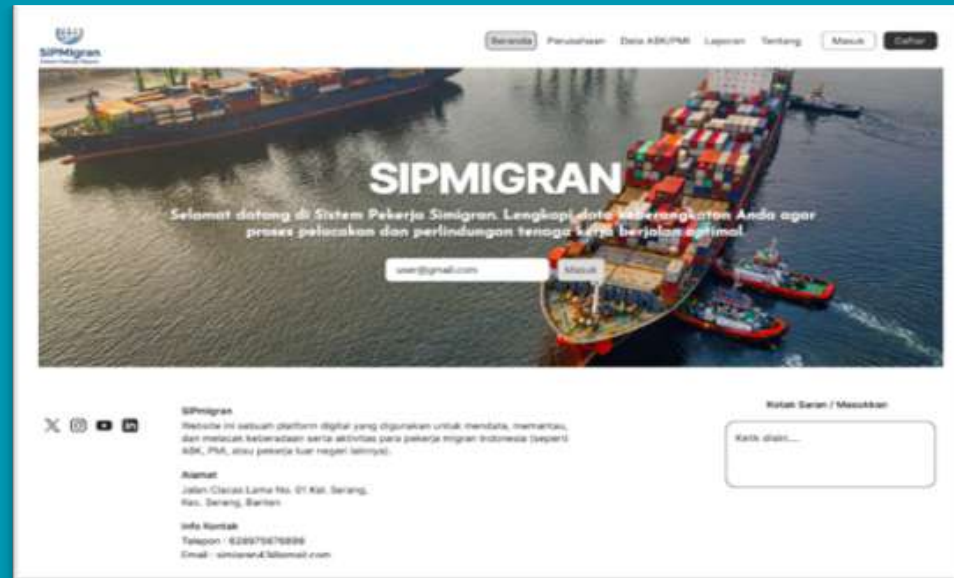 SIPMigran
Beranda Perusahaan Data ABK/PMI Laporan Tentang Masuk Daftar
SIPMIGRAN
Selamat datang di Sistem Pekerja Simigran. Lengkapi data keberangkatan Anda agar
proses pelacakan dan perlindungan tenaga kerja berjalan optimal
user@gmail.com Masuk
SIPmigran
Website ini sebuah platform digital yang digunakan untuk mendata, memantau,
dan melacak keberadaan serta aktivitas para pekerja migran Indonesia (seperti
ABK, PMI, atau pekerja luar negeri lainnya).
Alamat
Jalan Ciacas Lama No. 01 Kel. Serang,
Kec. Serang, Banten
Info Kontak
Telepon :
Email :
Kotak Saran / Masukkan
Ketik disini....